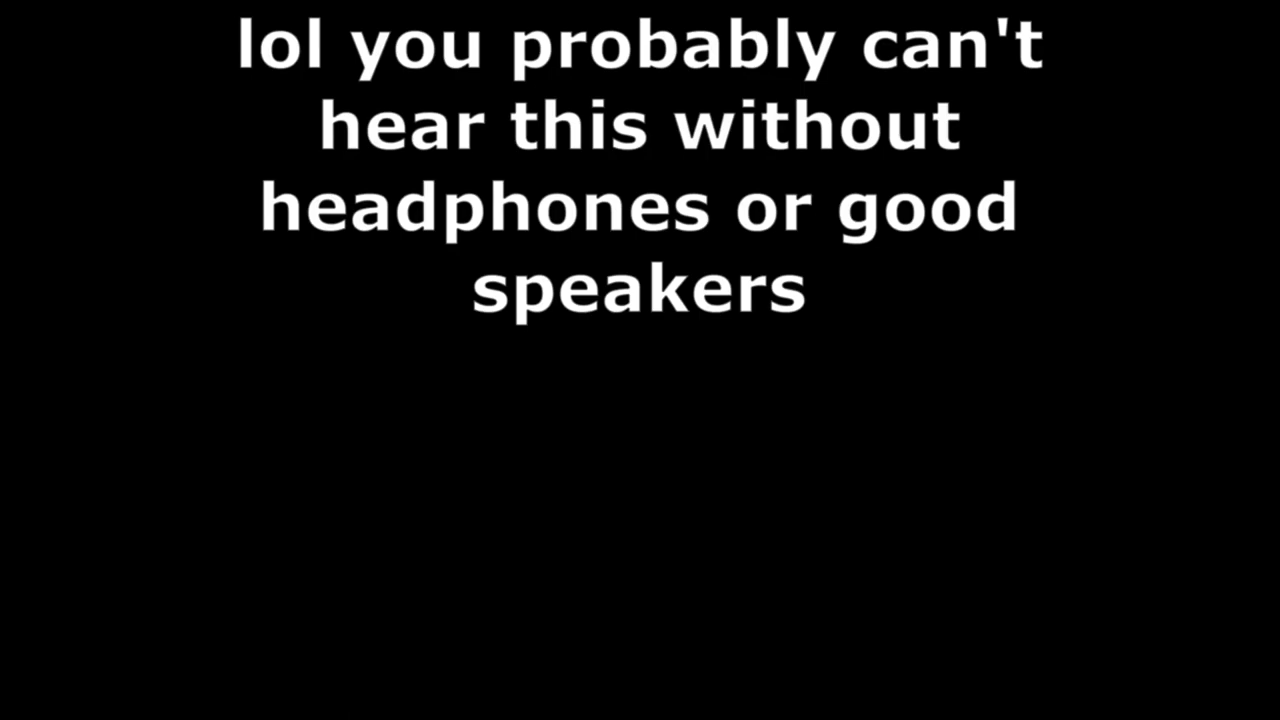 lol you probably can't
hear this without
headphones or good
speakers